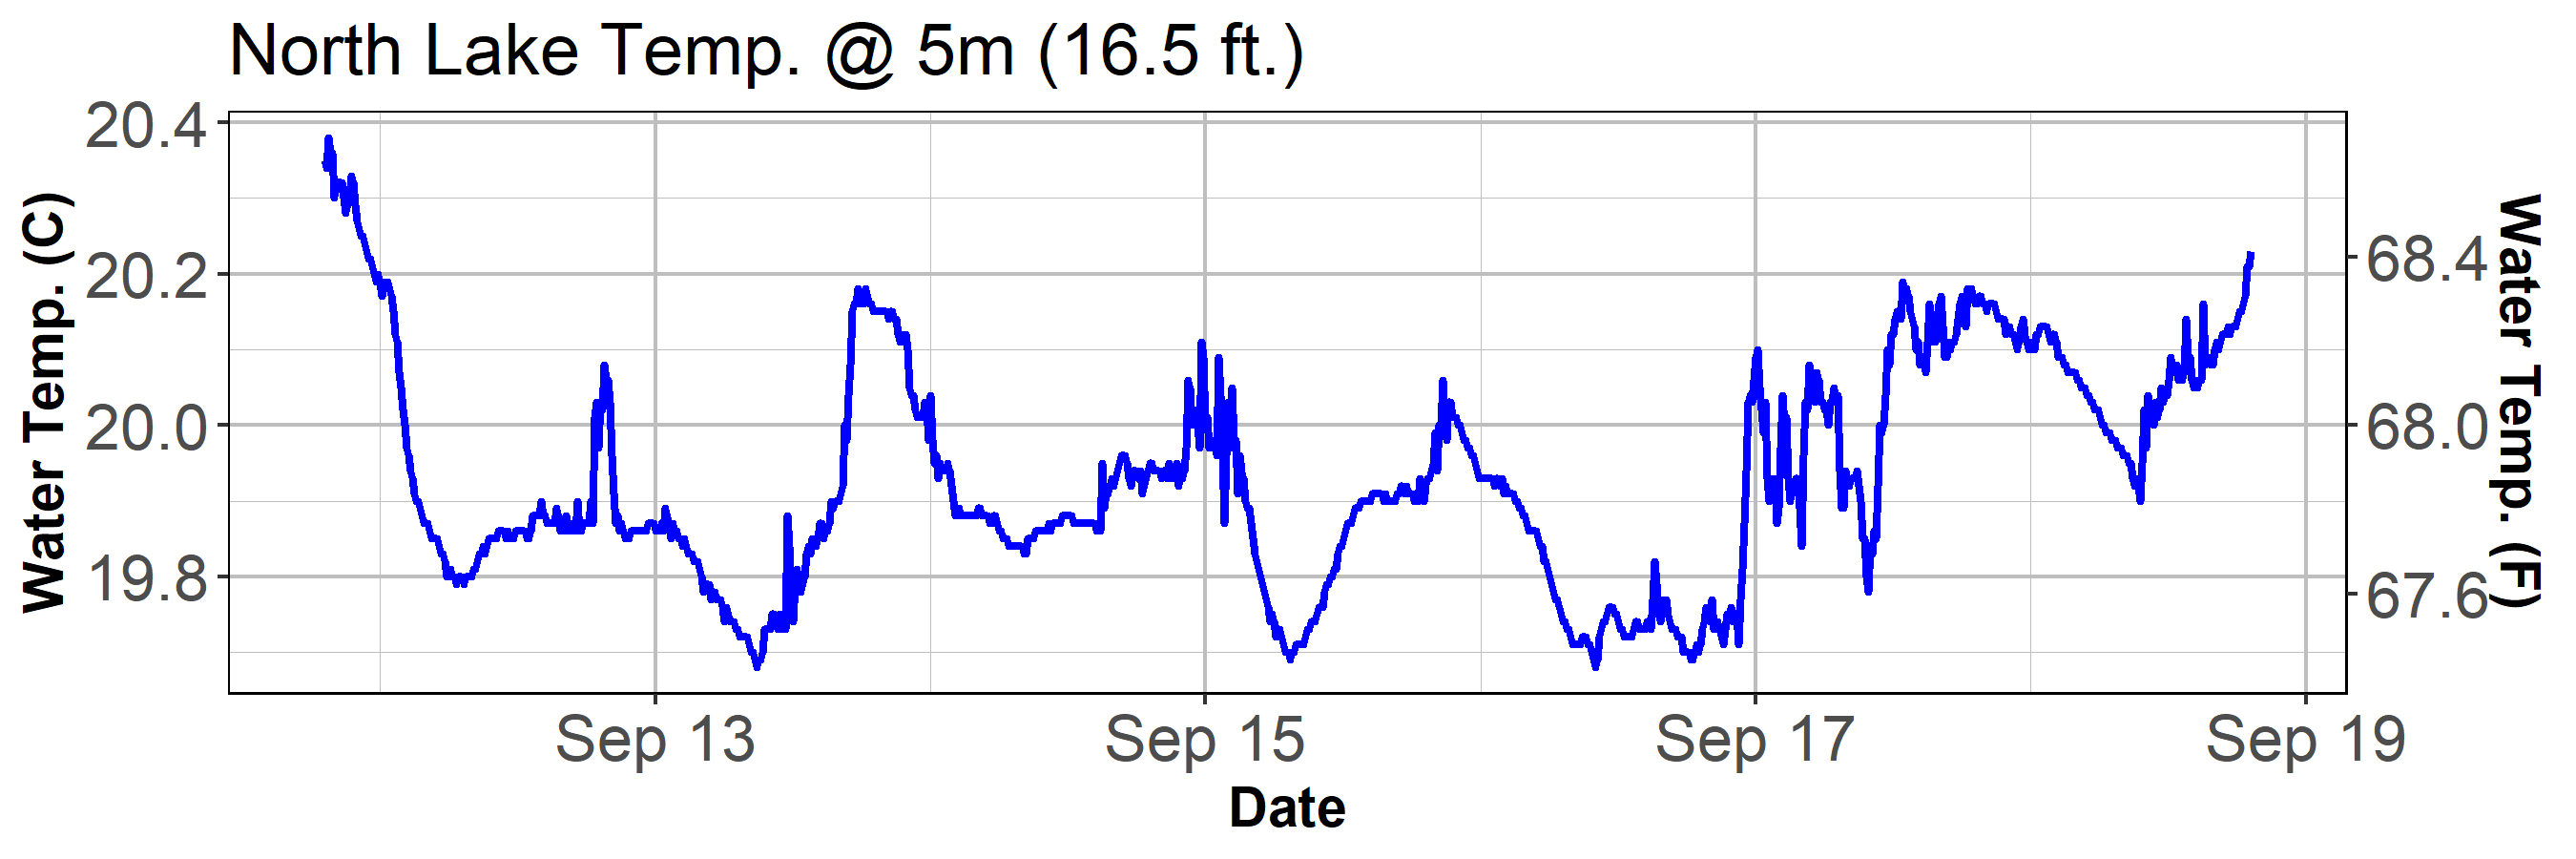 North Lake Temp. @ 5m (16.5 ft.)
Water Temp. (C)
20.4
20.2
20.0
19.8
68.4
68.0
67.6
Water Temp. (F)
Sep 13
Sep 15
Sep 17
Sep 19
Date